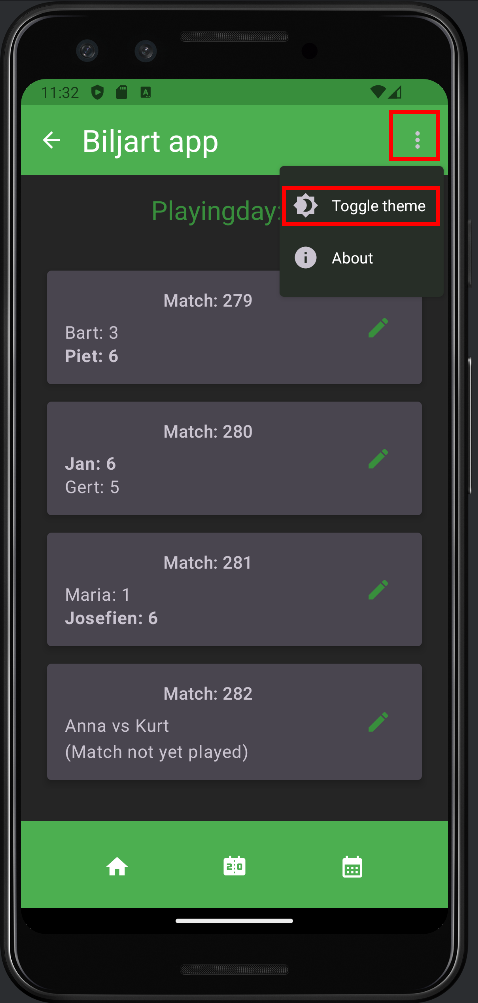 11:32
Biljart app
Playingday:
Toggle theme
About
Match: 279
Bart: 3
Piet: 6
Match: 280
Jan: 6
Gert: 5
Match: 281
Maria: 1
Josefien: 6
Match: 282
Anna vs Kurt
(Match not yet played)
2:0